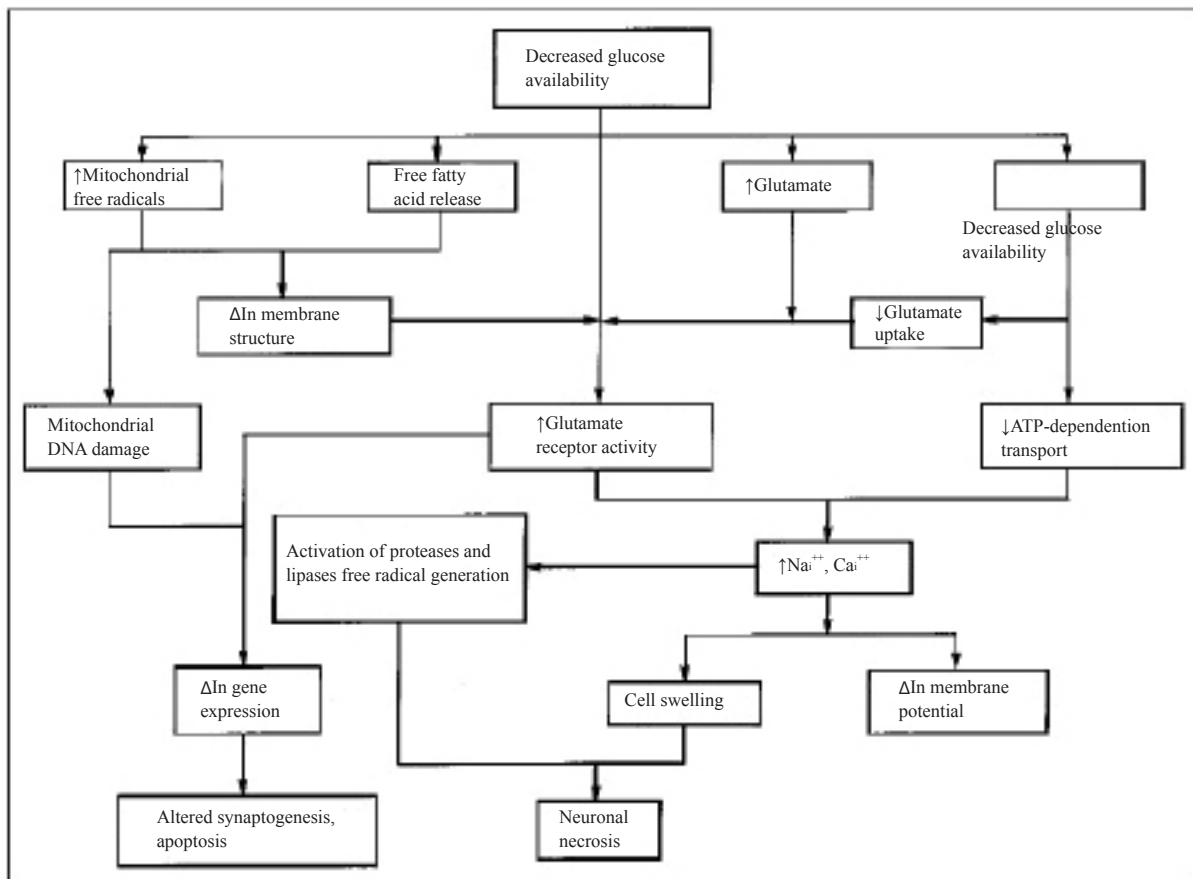 Decreased glucose
availability
↑Mitochondrial
free radicals
Free fatty
acid release
↑Glutamate
Decreased glucose
availability
ΔIn membrane
structure
↓Glutamate
uptake
Mitochondrial
DNA damage
↑Glutamate
receptor activity
↓ATP-dependention
transport
Activation of proteases and
lipases free radical generation
↑Naᵢ⁺⁺, Caᵢ⁺⁺
ΔIn gene
expression
Cell swelling
ΔIn membrane
potential
Altered synaptogenesis,
apoptosis
Neuronal
necrosis